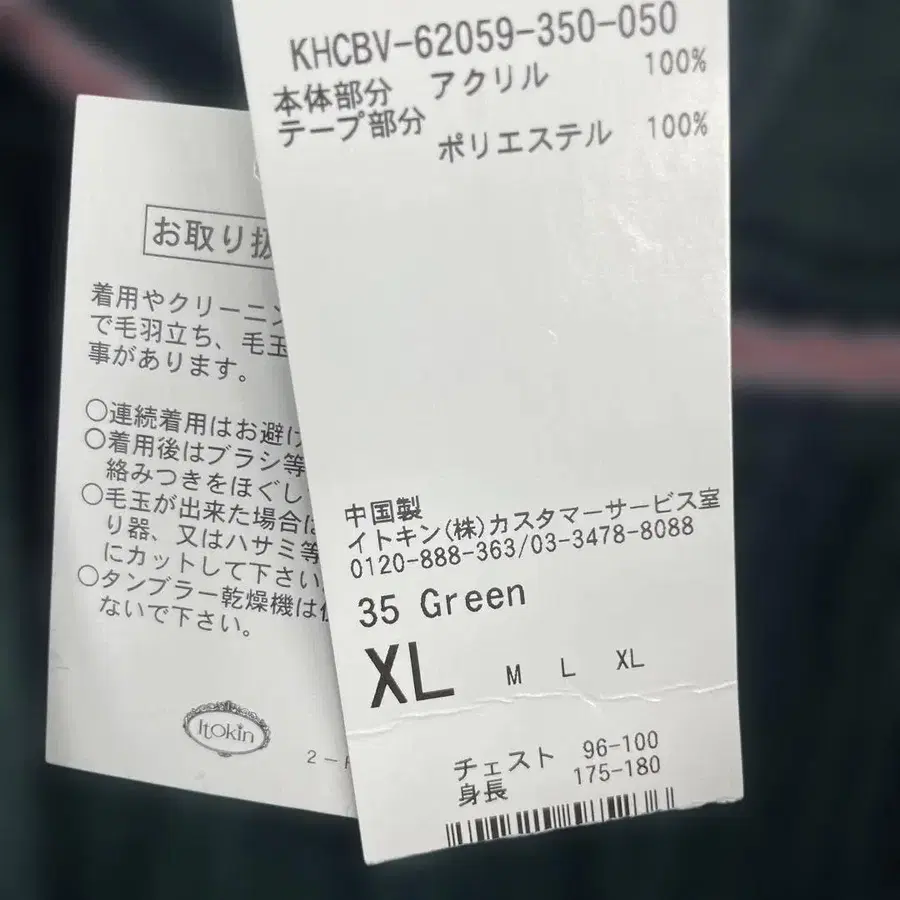 KHCBV-62059-350-050
本体部分 アクリル 100%
テープ部分 ポリエステル 100%
中国製
イトキン(株)カスタマーサービス室
0120-888-363/03-3478-8088
35 Green
XL M L XL
チェスト 96-100
身長 175-180
お取り扱
着用やクリーニン
で毛羽立ち、毛玉
事があります。
○連続着用はお避け
○着用後はブラシ等
絡みつきをほぐし
○毛玉が出来た場合は
り器、又はハサミ等
にカットして下さい
○タンブラー乾燥機は使
ないで下さい。
Itokin
2-